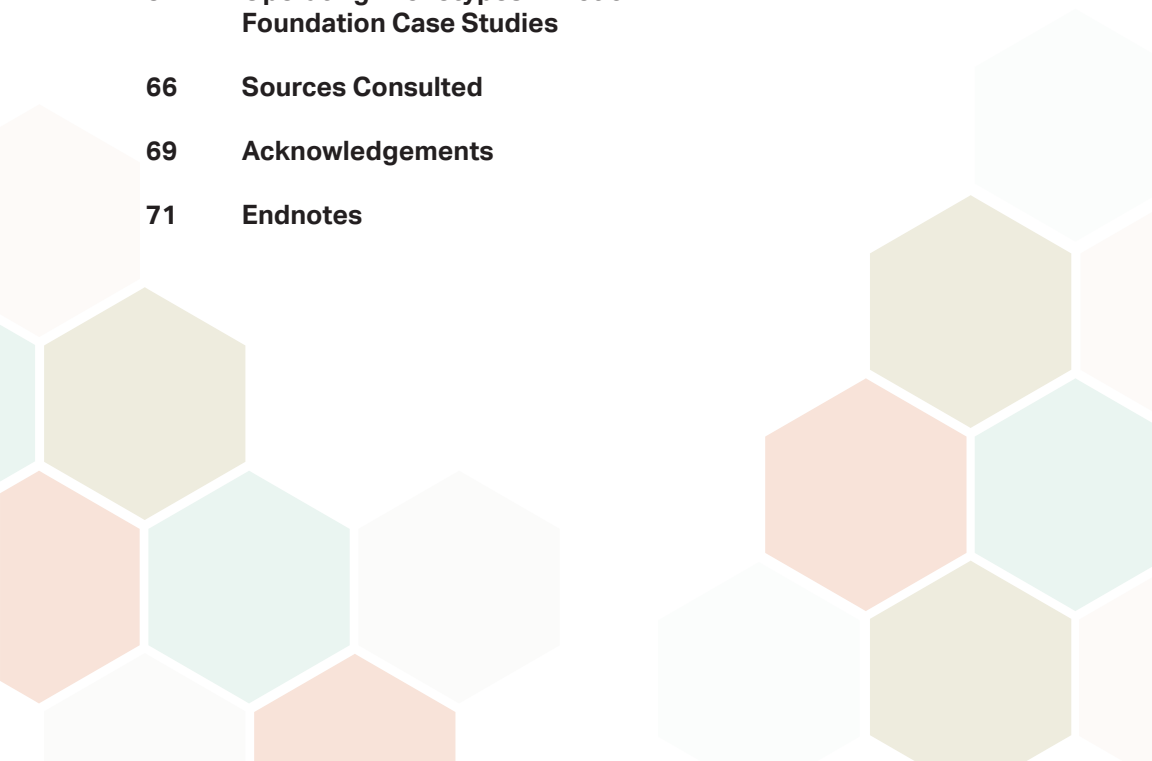 Foundation Case Studies
66 Sources Consulted
69 Acknowledgements
71 Endnotes